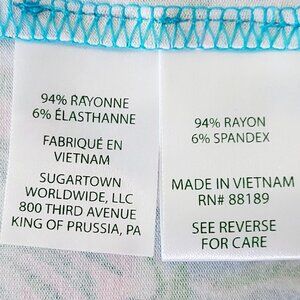 94% RAYONNE
6% ÉLASTHANNE
FABRIQUÉ EN
VIETNAM
SUGARTOWN
WORLDWIDE, LLC
800 THIRD AVENUE
KING OF PRUSSIA, PA
94% RAYON
6% SPANDEX
MADE IN VIETNAM
RN# 88189
SEE REVERSE
FOR CARE